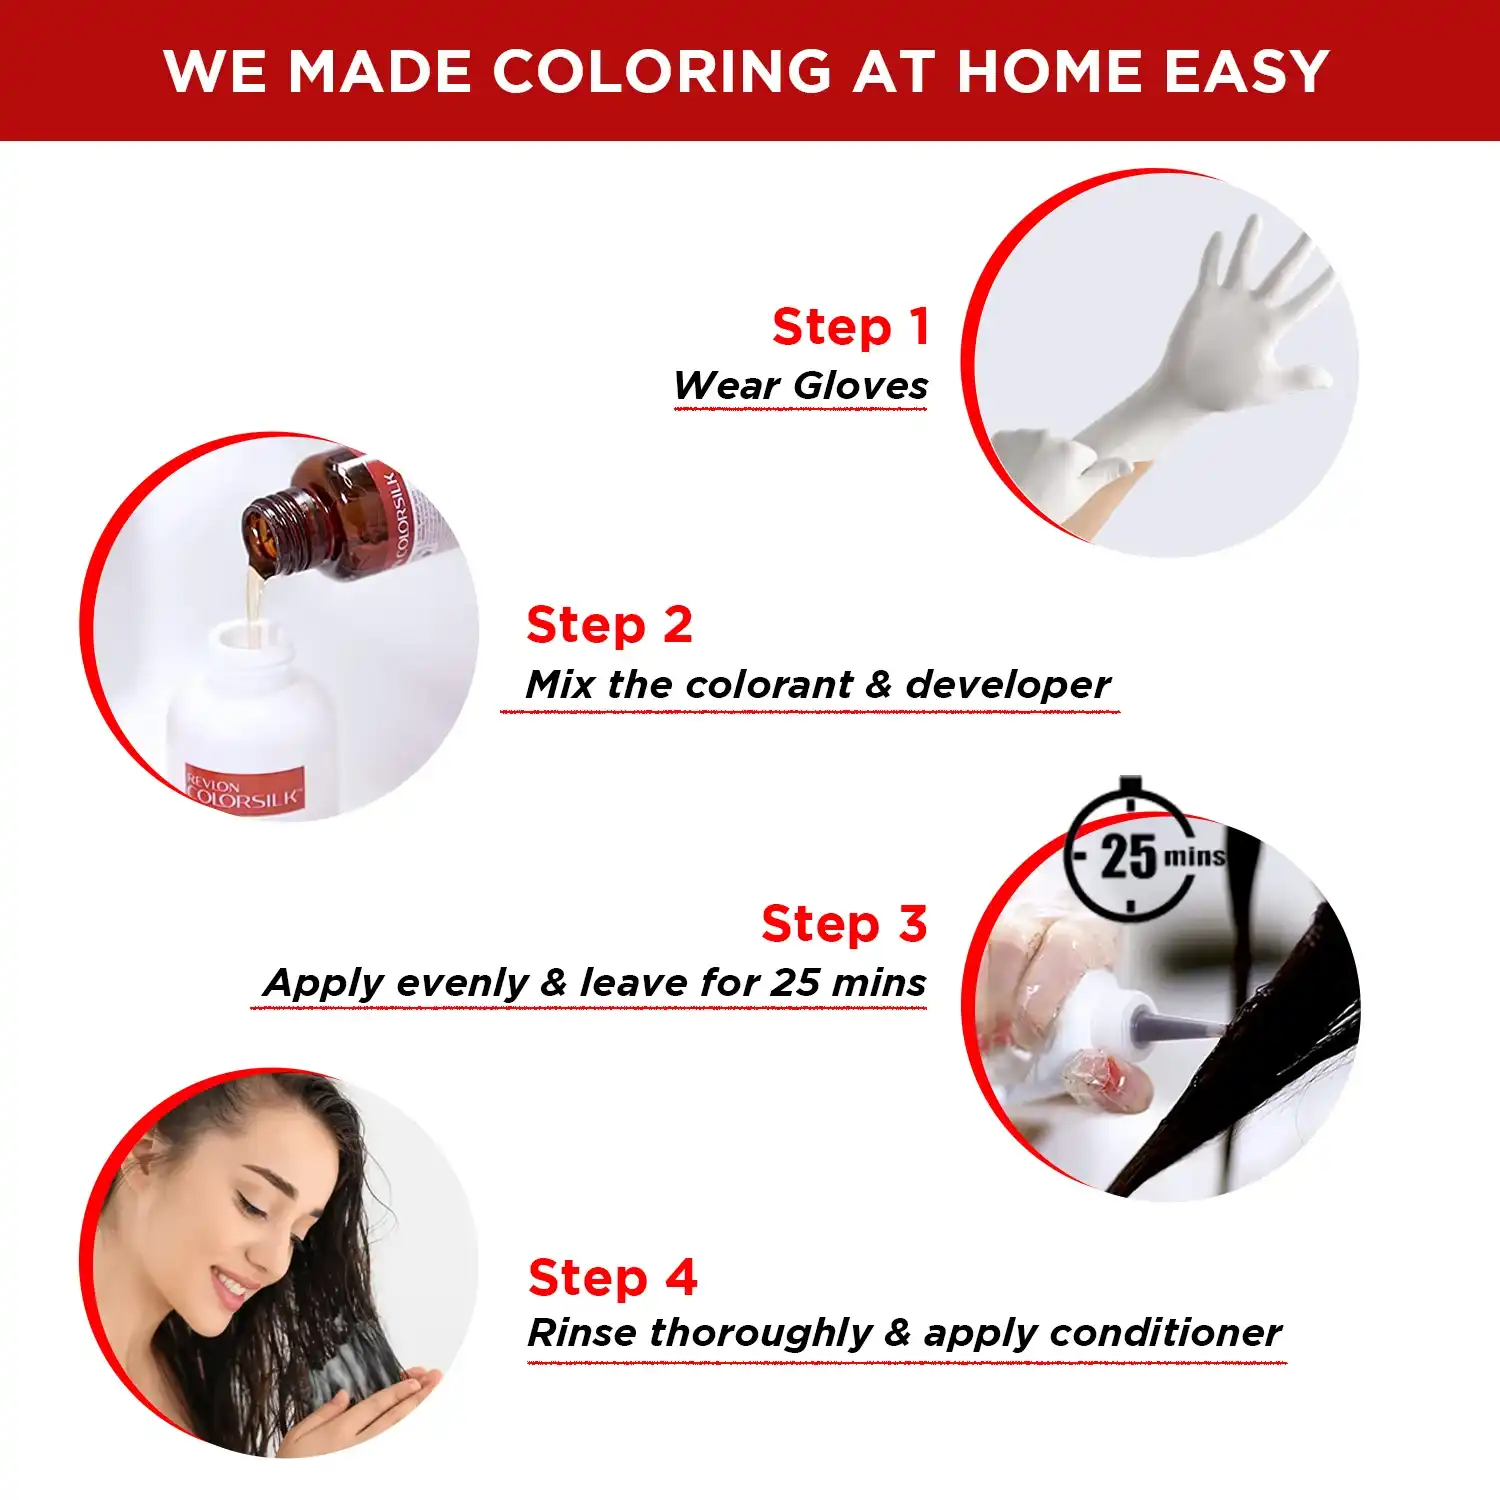 WE MADE COLORING AT HOME EASY
Step 1
Wear Gloves
COLORSILK
Step 2
Mix the colorant & developer
REVLON
COLORSILK™
25 mins
Step 3
Apply evenly & leave for 25 mins
Step 4
Rinse thoroughly & apply conditioner